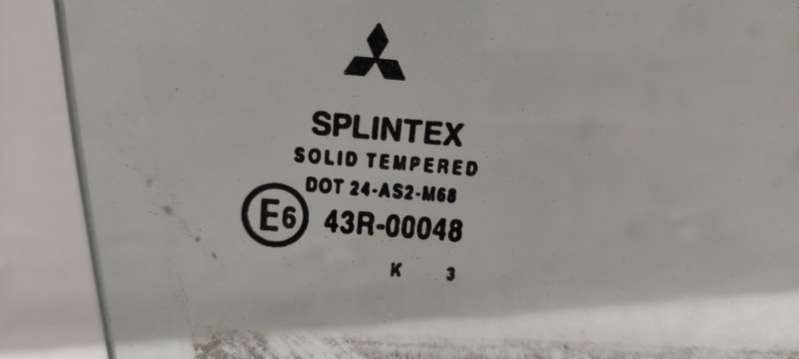 SPLINTEX
SOLID TEMPERED
DOT 24-AS2-M68
E6 43R-00048
K 3